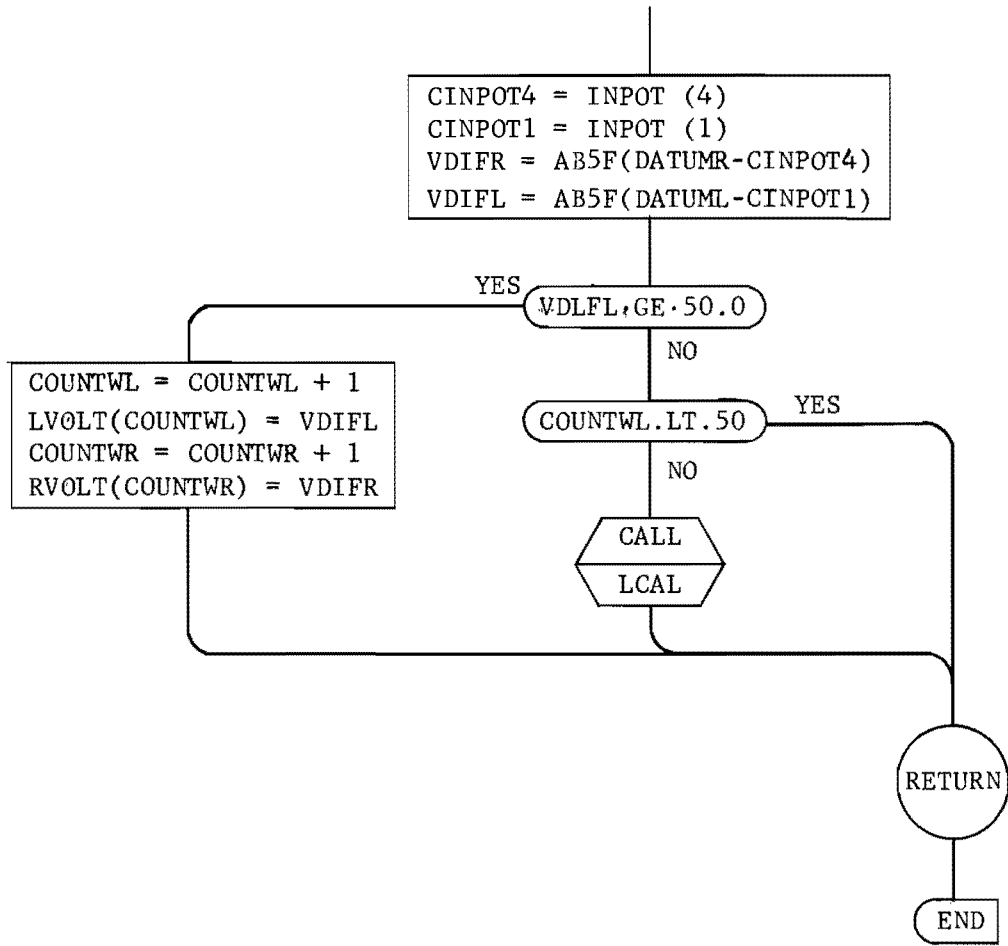 CINPOT4 = INPOT (4)
CINPOT1 = INPOT (1)
VDIFR = AB5F(DATUMR-CINPOT4)
VDIFL = AB5F(DATUML-CINPOT1)
YES
VDLFL.GE.50.0
NO
COUNTWL = COUNTWL + 1
LVOLT(COUNTWL) = VDIFL
COUNTWR = COUNTWR + 1
RVOLT(COUNTWR) = VDIFR
COUNTWL.LT.50
YES
NO
CALL
LCAL
RETURN
END